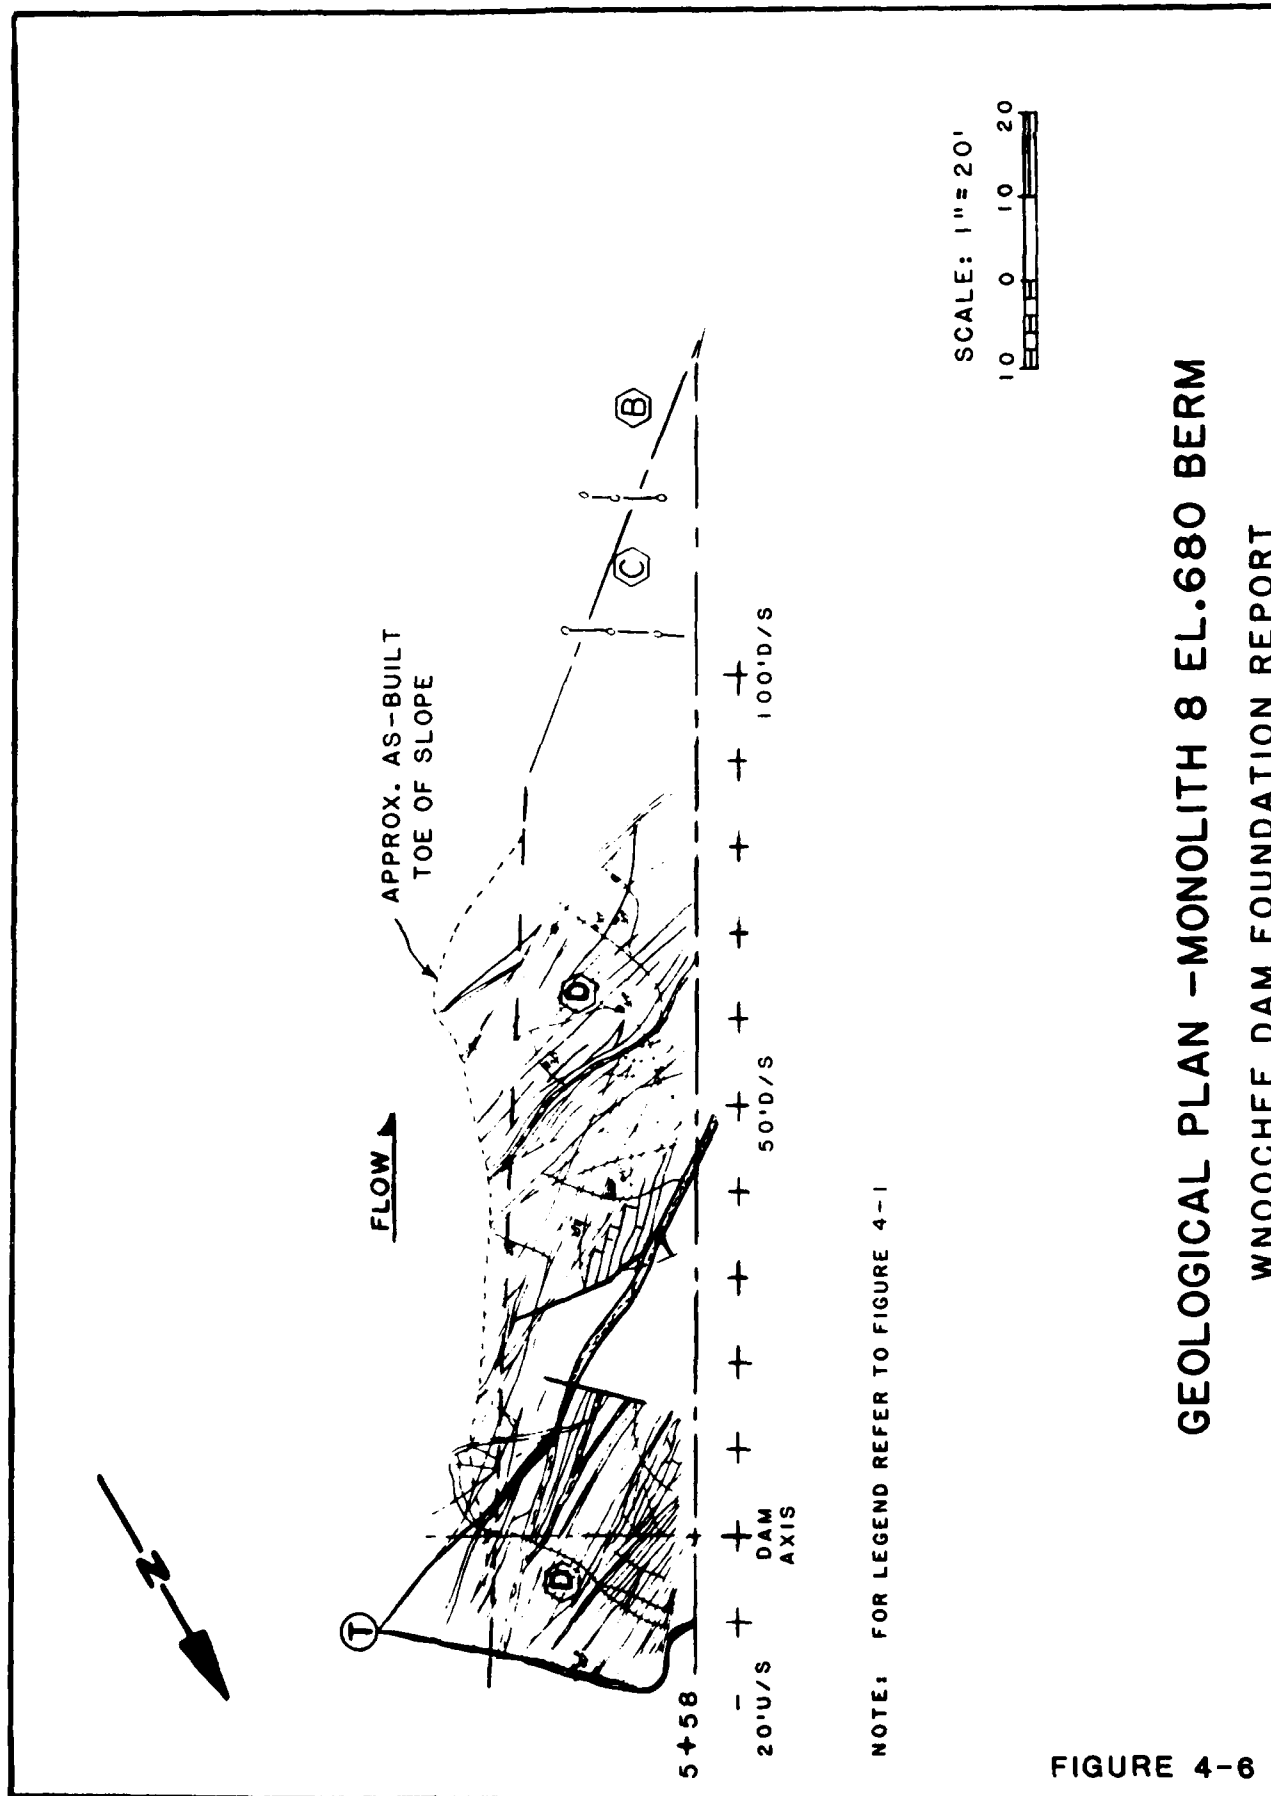 N
FLOW
APPROX. AS-BUILT
TOE OF SLOPE
T
D
D
C
B
5+58
20'U/S
DAM
AXIS
50'D/S
100'D/S
NOTE: FOR LEGEND REFER TO FIGURE 4-1
SCALE: 1"=20'
10 0 10 20
GEOLOGICAL PLAN -MONOLITH 8 EL.680 BERM
WNOOCHEE DAM FOUNDATION REPORT
FIGURE 4-6